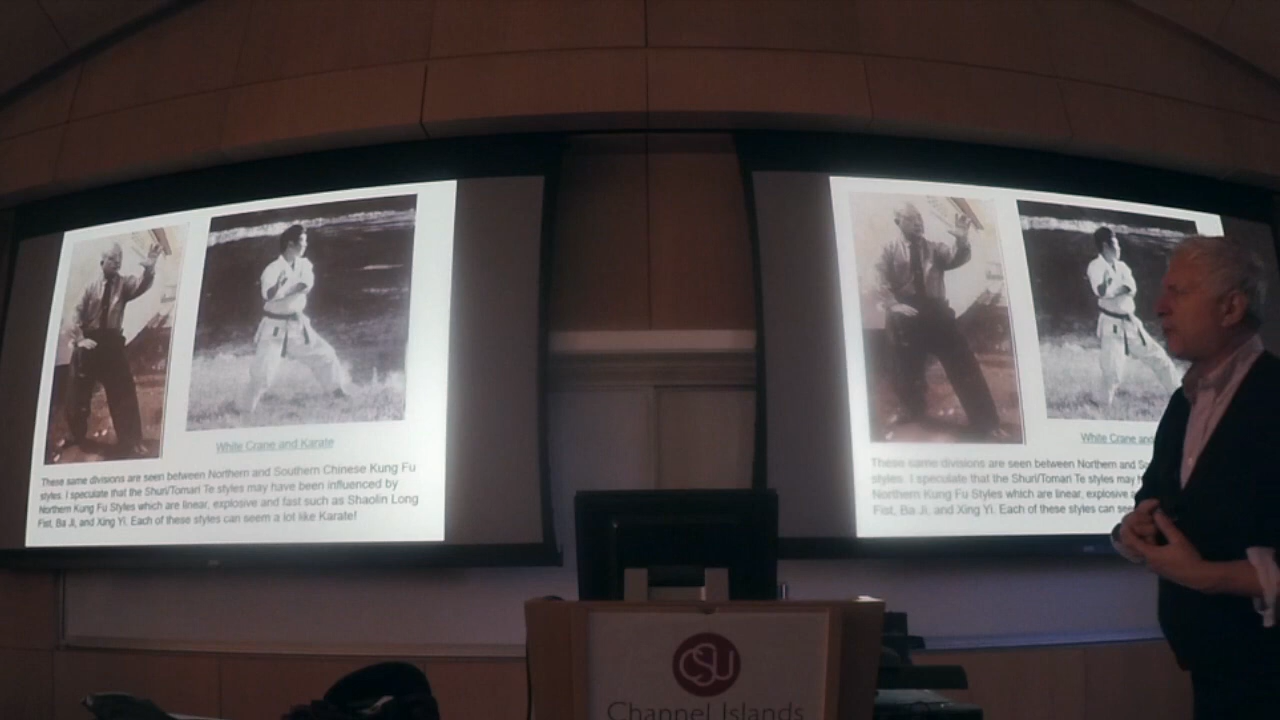 White Crane and Karate
These same divisions are seen between Northern and Southern Chinese Kung Fu
styles. I speculate that the Shuri/Tomari Te styles may have been influenced by
Northern Kung Fu Styles which are linear, explosive and fast such as Shaolin Long
Fist, Ba Ji, and Xing Yi. Each of these styles can seem a lot like Karate!
White Crane and
These same divisions are seen between Northern and So
styles. I speculate that the Shuri/Tomari Te styles may h
Northern Kung Fu Styles which are linear, explosive a
Fist, Ba Ji, and Xing Yi. Each of these styles can see
CSU
Channel Islands